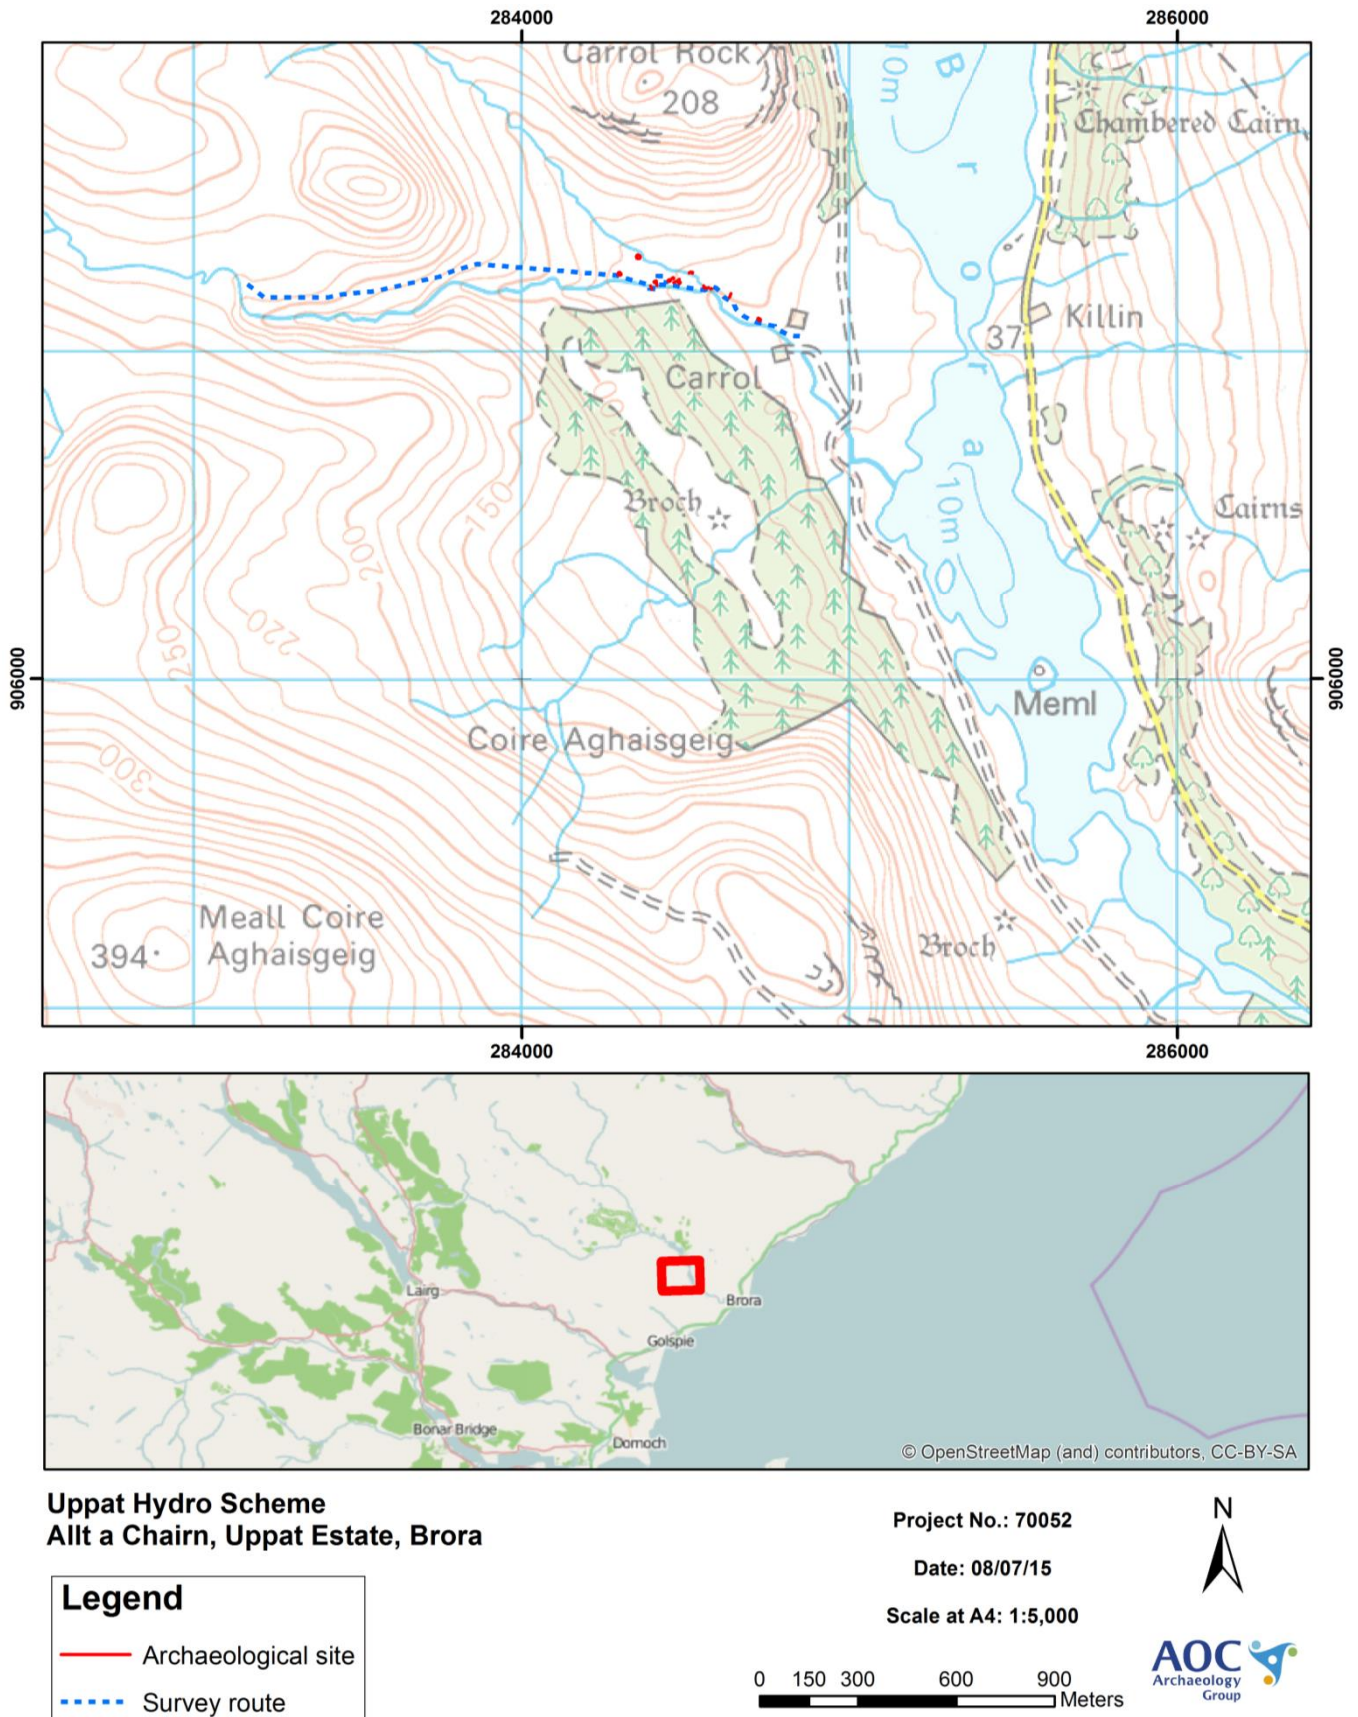 284000
286000
Carrol Rock
208
10m
B
Chambered Cairn
r
o
Killin
37
r
Carrol
a
10m
150
Broch
Cairns
200
220
250
906000
906000
Meml
Coire Aghaisgeig
300
Meall Coire
394
Aghaisgeig
Broch
284000
286000
Lairg
Brora
Golspie
Bonar Bridge
Dornoch
© OpenStreetMap (and) contributors, CC-BY-SA
Uppat Hydro Scheme
Allt a Chairn, Uppat Estate, Brora
Legend
Archaeological site
Survey route
Project No.: 70052
Date: 08/07/15
Scale at A4: 1:5,000
0 150 300 600 900
Meters
N
AOC
Archaeology
Group